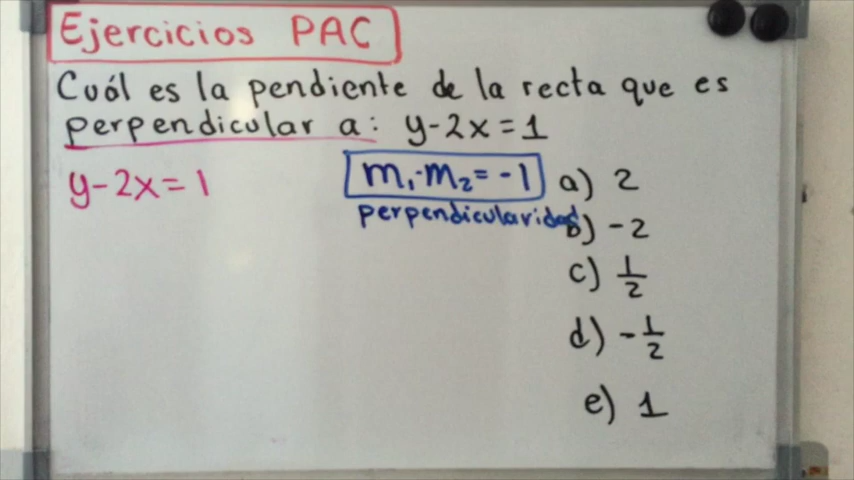 Ejercicios PAC
Cuál es la pendiente de la recta que es
perpendicular a: y-2x=1
y-2x=1
m₁·m₂=-1
perpendicularidad
a) 2
b) -2
c) 1/2
d) -1/2
e) 1